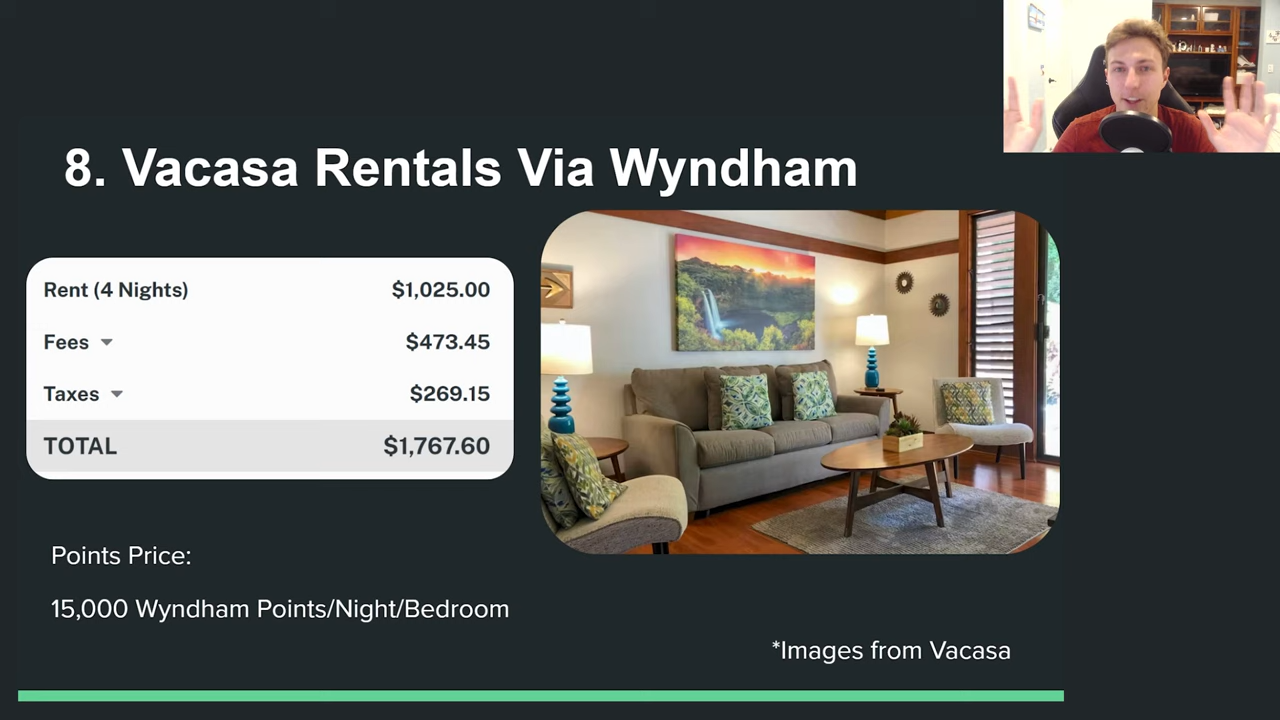 8. Vacasa Rentals Via Wyndham
Rent (4 Nights) $1,025.00
Fees $473.45
Taxes $269.15
TOTAL $1,767.60
Points Price:
15,000 Wyndham Points/Night/Bedroom
*Images from Vacasa